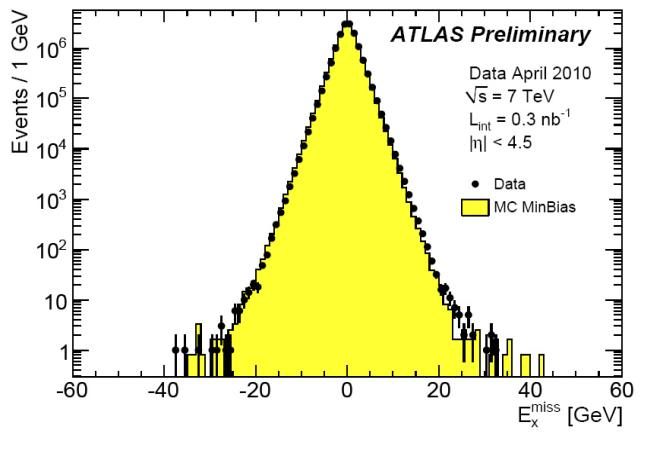 ATLAS Preliminary
Data April 2010
√s = 7 TeV
L_int = 0.3 nb^-1
|η| < 4.5
Data
MC MinBias
Events / 1 GeV
10^6
10^5
10^4
10^3
10^2
10
1
-60 -40 -20 0 20 40 60
E_x^miss [GeV]